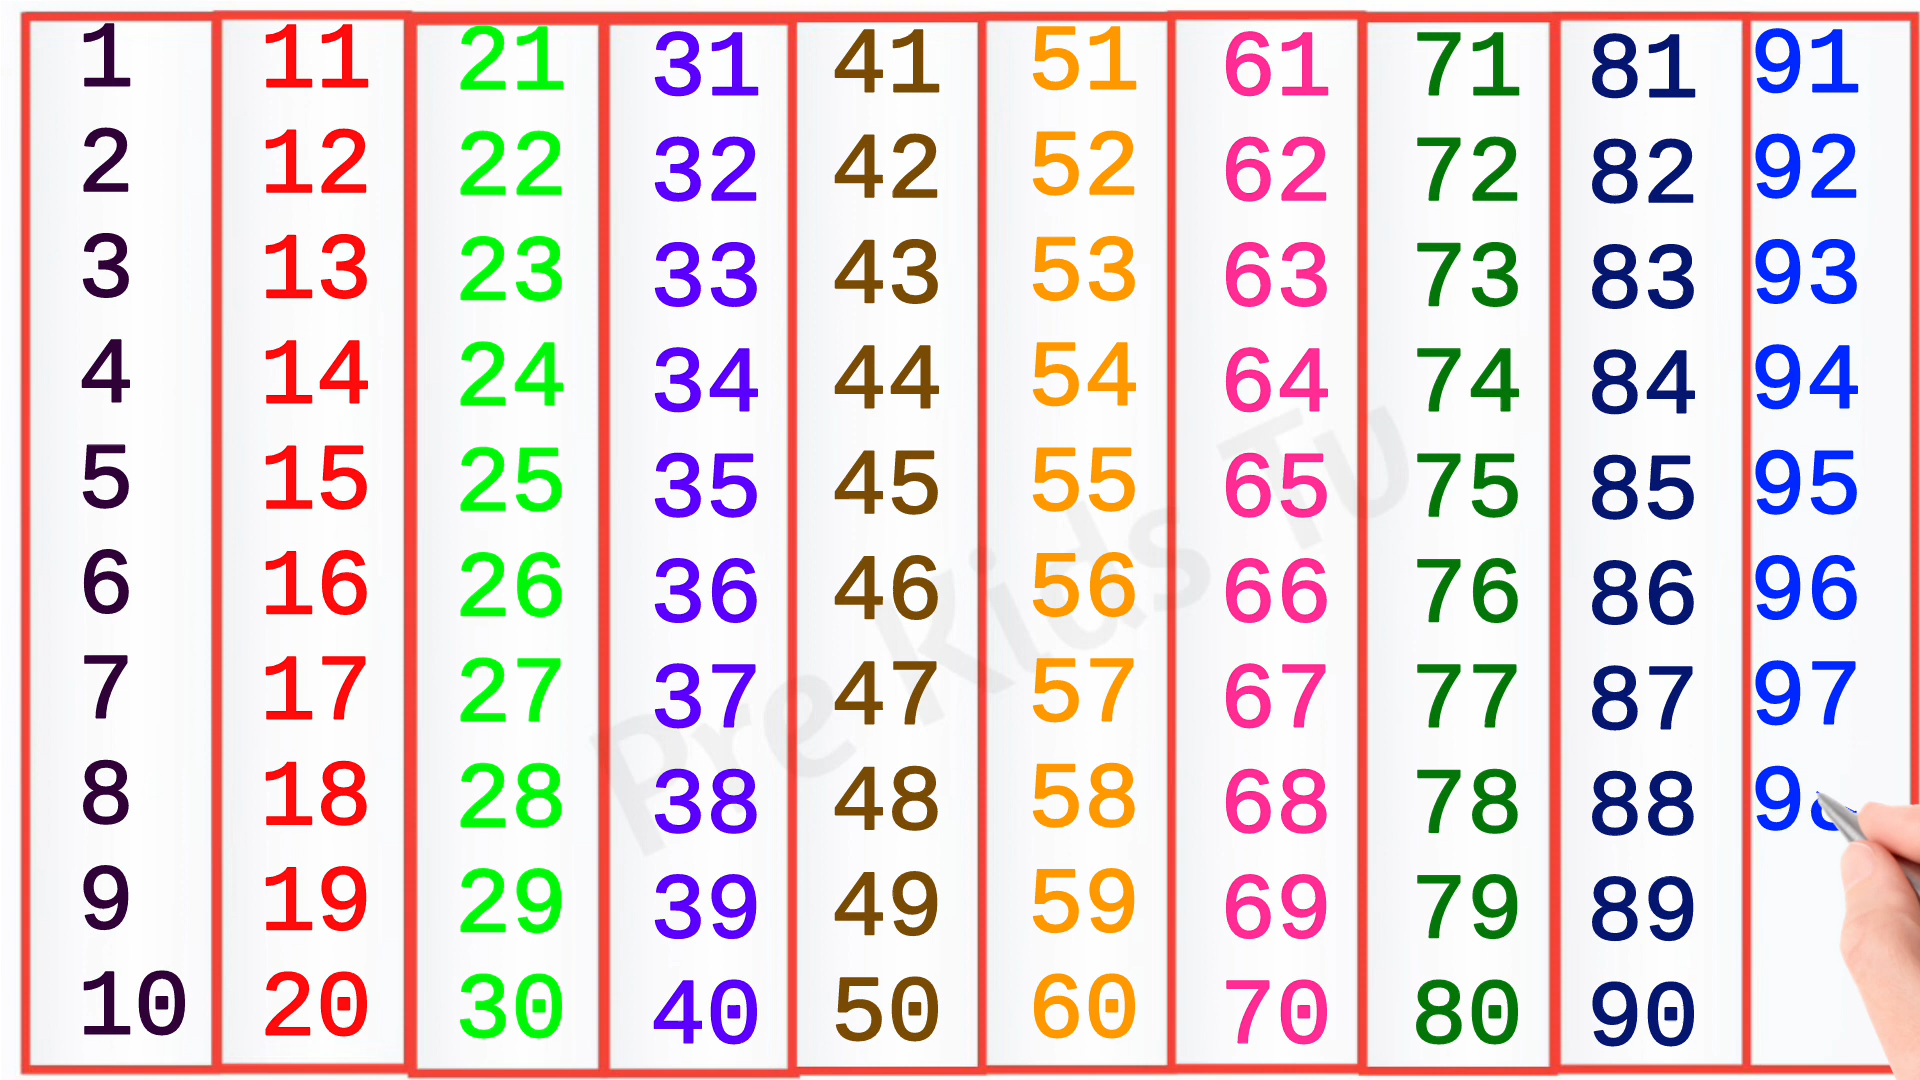 1 11 21 31 41 51 61 71 81 91
2 12 22 32 42 52 62 72 82 92
3 13 23 33 43 53 63 73 83 93
4 14 24 34 44 54 64 74 84 94
5 15 25 35 45 55 65 75 85 95
6 16 26 36 46 56 66 76 86 96
7 17 27 37 47 57 67 77 87 97
8 18 28 38 48 58 68 78 88 9
9 19 29 39 49 59 69 79 89
10 20 30 40 50 60 70 80 90
Pre Kids Tu